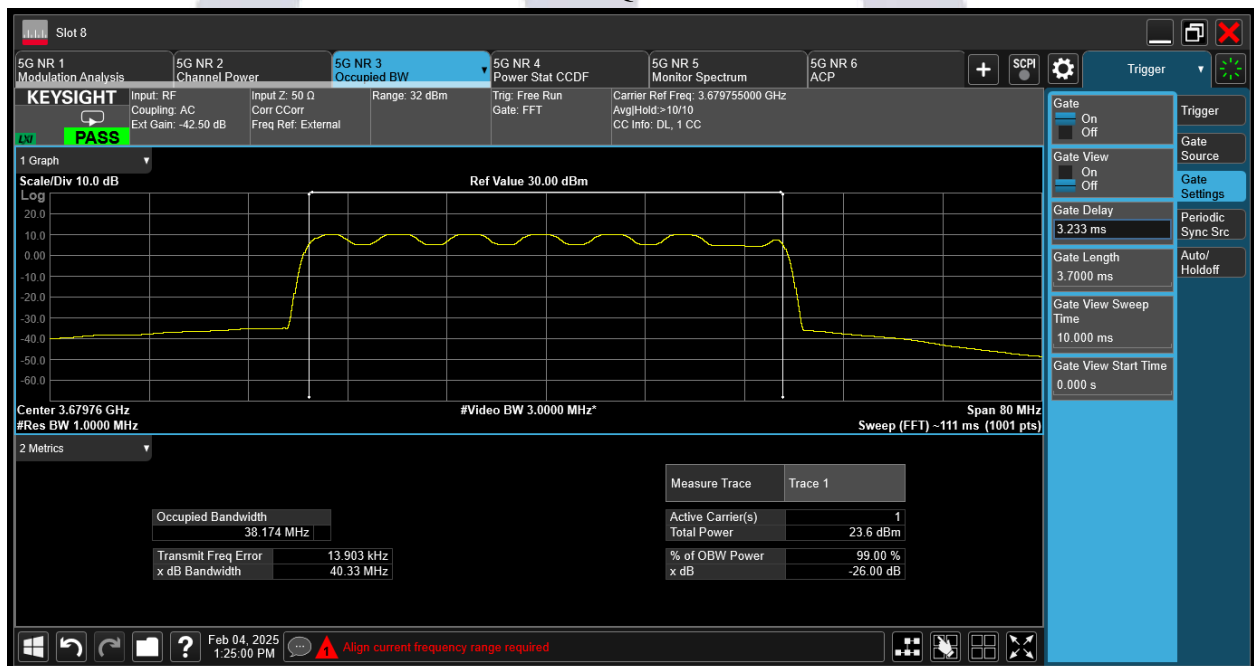 Slot 8
5G NR 1
Modulation Analysis
5G NR 2
Channel Power
5G NR 3
Occupied BW
5G NR 4
Power Stat CCDF
5G NR 5
Monitor Spectrum
5G NR 6
ACP
+
SCPI
Trigger
KEYSIGHT
LXI
PASS
Input: RF
Coupling: AC
Ext Gain: -42.50 dB
Input Z: 50 Ω
Corr CCorr
Freq Ref: External
Range: 32 dBm
Trig: Free Run
Gate: FFT
Carrier Ref Freq: 3.679755000 GHz
Avg|Hold:>10/10
CC Info: DL, 1 CC
1 Graph
Scale/Div 10.0 dB
Ref Value 30.00 dBm
Log
20.0
10.0
0.00
-10.0
-20.0
-30.0
-40.0
-50.0
-60.0
Center 3.67976 GHz
#Video BW 3.0000 MHz*
Span 80 MHz
#Res BW 1.0000 MHz
Sweep (FFT) ~111 ms (1001 pts)
2 Metrics
Measure Trace Trace 1
Occupied Bandwidth
38.174 MHz
Active Carrier(s) 1
Total Power 23.6 dBm
Transmit Freq Error 13.903 kHz
x dB Bandwidth 40.33 MHz
% of OBW Power 99.00 %
x dB -26.00 dB
Gate
On
Off
Gate View
On
Off
Gate Delay
3.233 ms
Gate Length
3.7000 ms
Gate View Sweep
Time
10.000 ms
Gate View Start Time
0.000 s
Trigger
Gate
Source
Gate
Settings
Periodic
Sync Src
Auto/
Holdoff
?
Feb 04, 2025
1:25:00 PM
1
Align current frequency range required